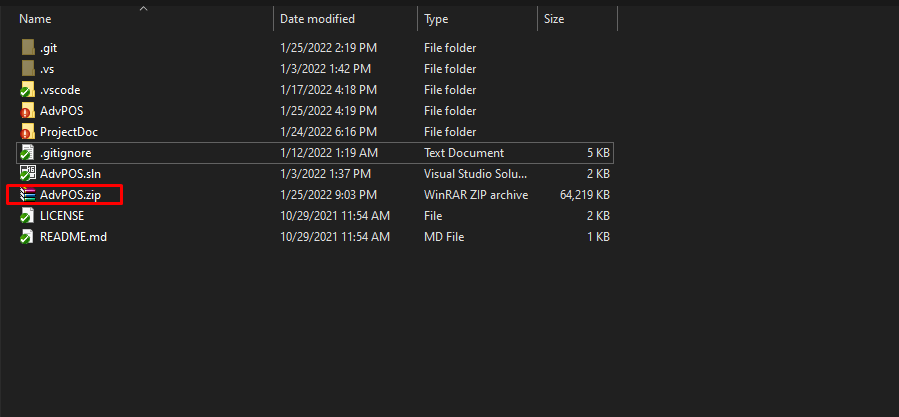 Name Date modified Type Size
.git 1/25/2022 2:19 PM File folder
.vs 1/3/2022 1:42 PM File folder
.vscode 1/17/2022 4:18 PM File folder
AdvPOS 1/25/2022 4:19 PM File folder
ProjectDoc 1/24/2022 6:16 PM File folder
.gitignore 1/12/2022 1:19 AM Text Document 5 KB
AdvPOS.sln 1/3/2022 1:37 PM Visual Studio Solu... 2 KB
AdvPOS.zip 1/25/2022 9:03 PM WinRAR ZIP archive 64,219 KB
LICENSE 10/29/2021 11:54 AM File 2 KB
README.md 10/29/2021 11:54 AM MD File 1 KB